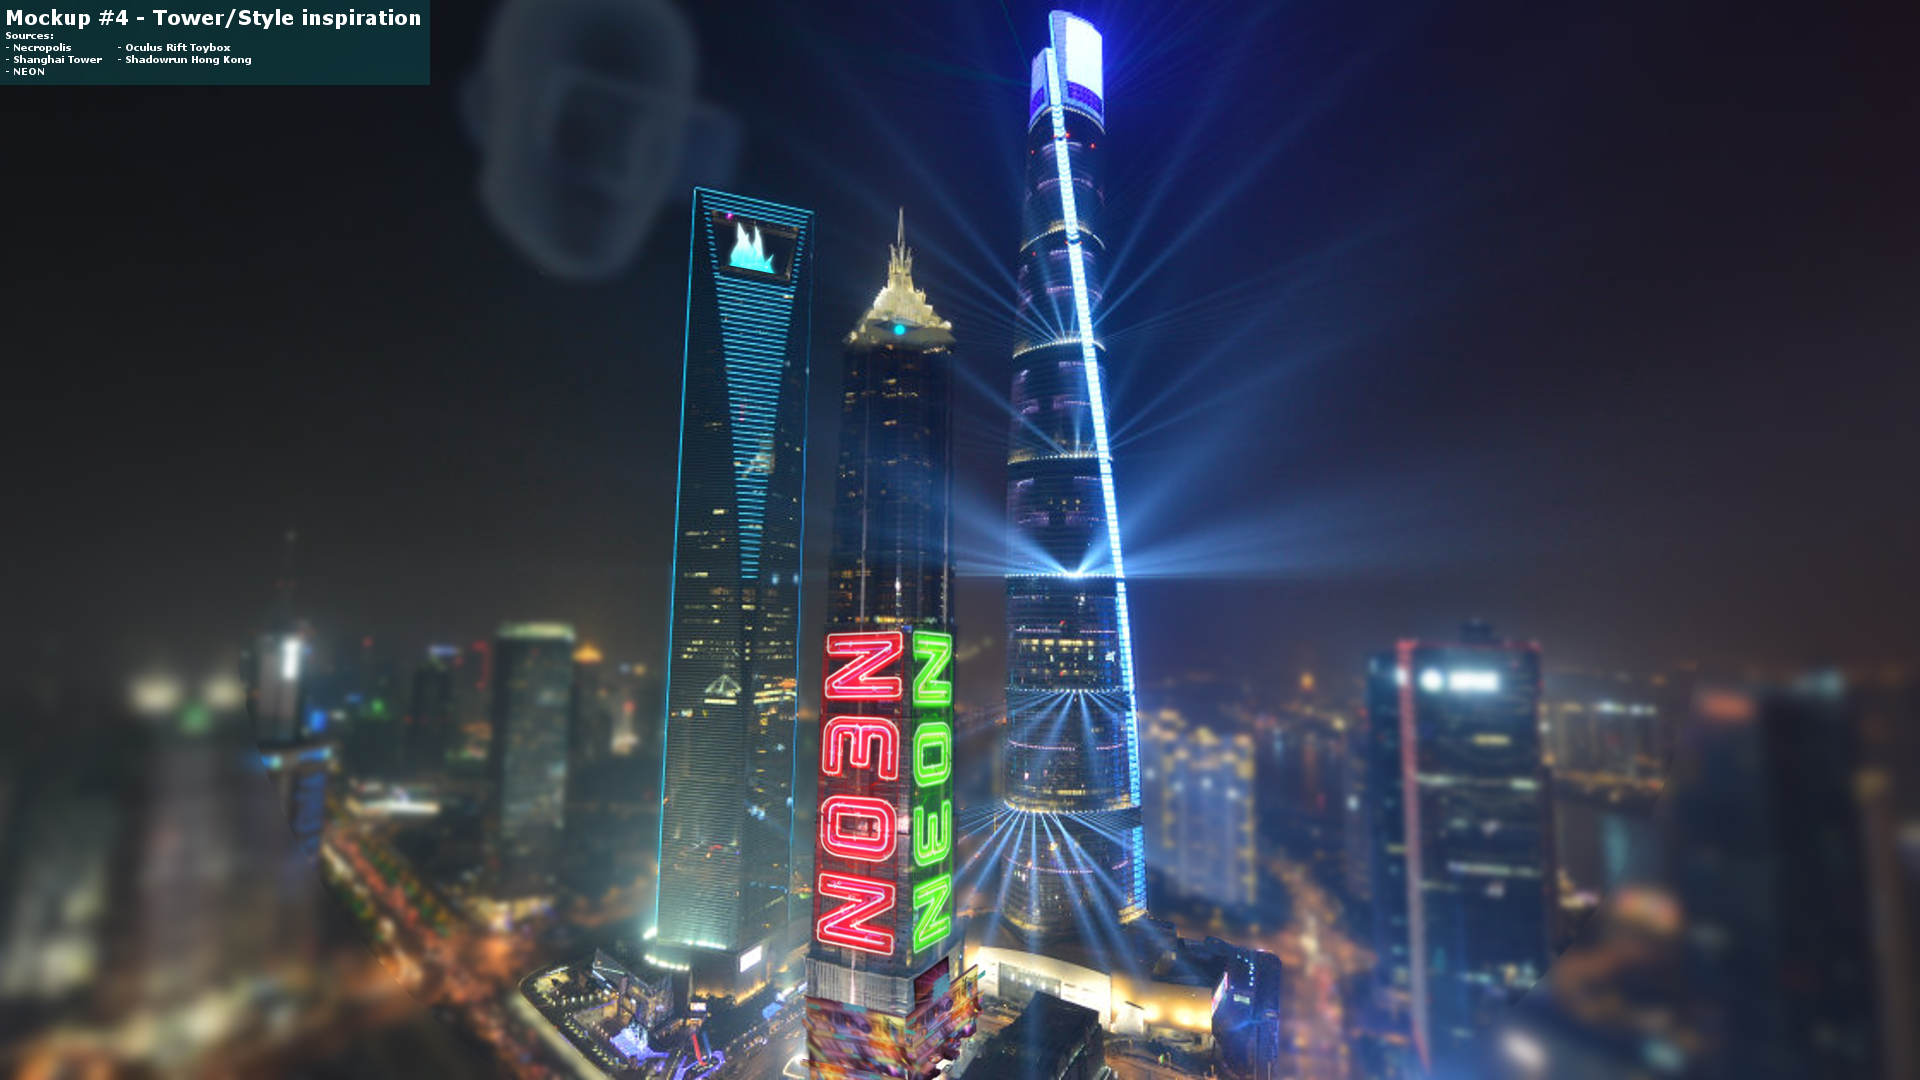 Mockup #4 - Tower/Style inspiration
Sources:
- Necropolis
- Shanghai Tower
- NEON
- Oculus Rift Toybox
- Shadowrun Hong Kong
NEON
NEON